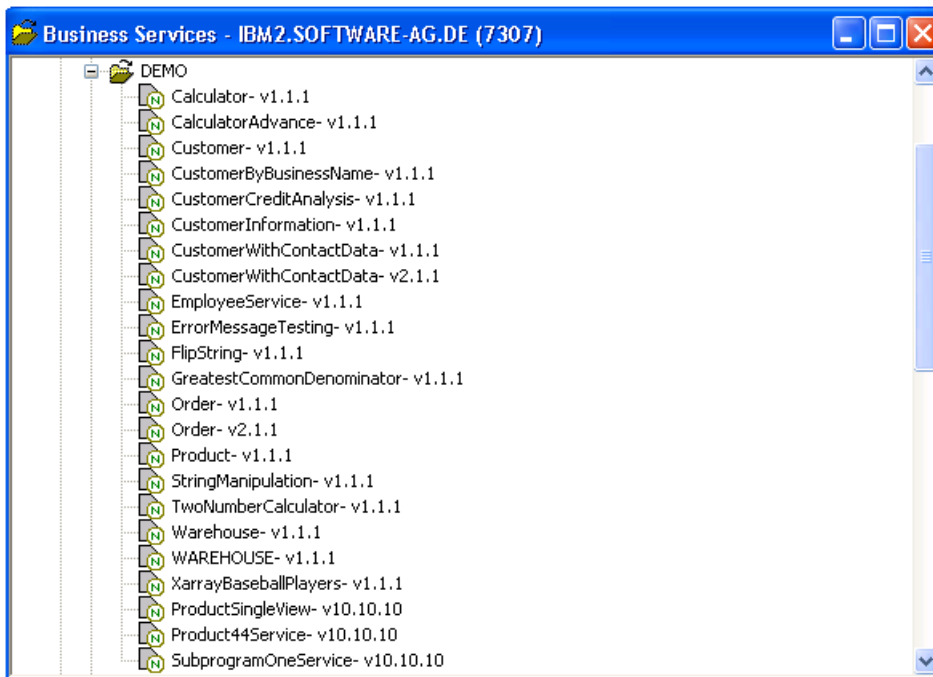 Business Services - IBM2.SOFTWARE-AG.DE (7307)
DEMO
Calculator- v1.1.1
CalculatorAdvance- v1.1.1
Customer- v1.1.1
CustomerByBusinessName- v1.1.1
CustomerCreditAnalysis- v1.1.1
CustomerInformation- v1.1.1
CustomerWithContactData- v1.1.1
CustomerWithContactData- v2.1.1
EmployeeService- v1.1.1
ErrorMessageTesting- v1.1.1
FlipString- v1.1.1
GreatestCommonDenominator- v1.1.1
Order- v1.1.1
Order- v2.1.1
Product- v1.1.1
StringManipulation- v1.1.1
TwoNumberCalculator- v1.1.1
Warehouse- v1.1.1
WAREHOUSE- v1.1.1
XarrayBaseballPlayers- v1.1.1
ProductSingleView- v10.10.10
Product44Service- v10.10.10
SubprogramOneService- v10.10.10